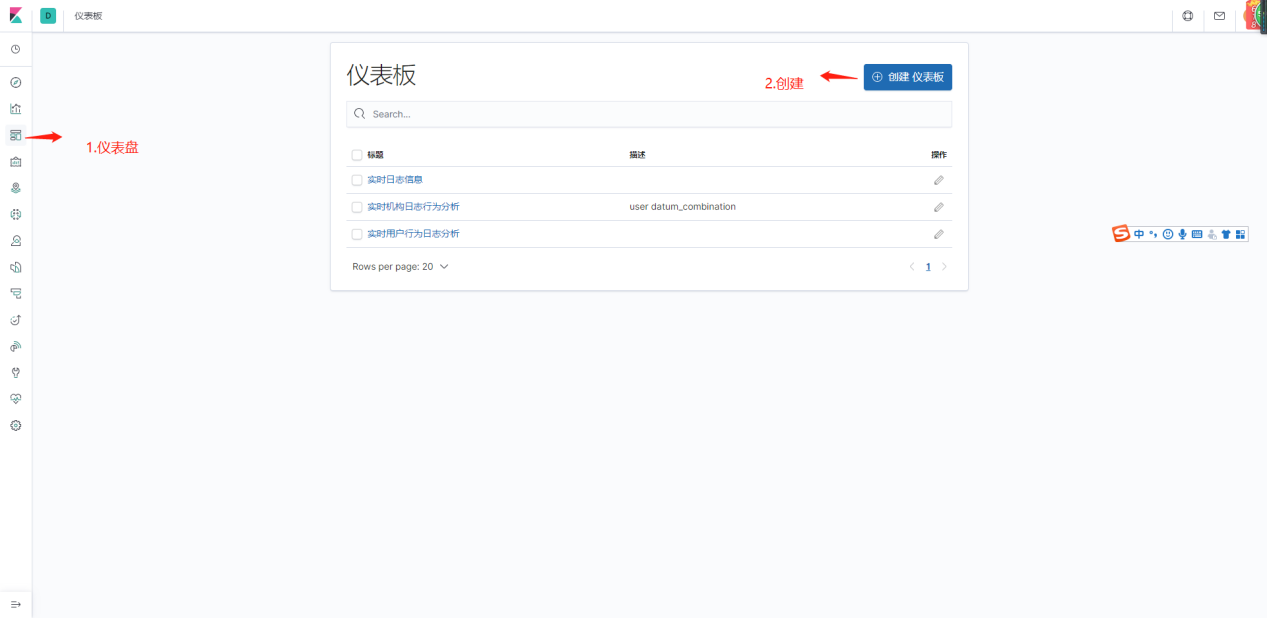 D 仪表板
仪表板
2.创建
创建 仪表板
Search...
1.仪表盘
标题 描述 操作
实时日志信息
实时机构日志行为分析 user datum_combination
实时用户行为日志分析
中
Rows per page: 20
1